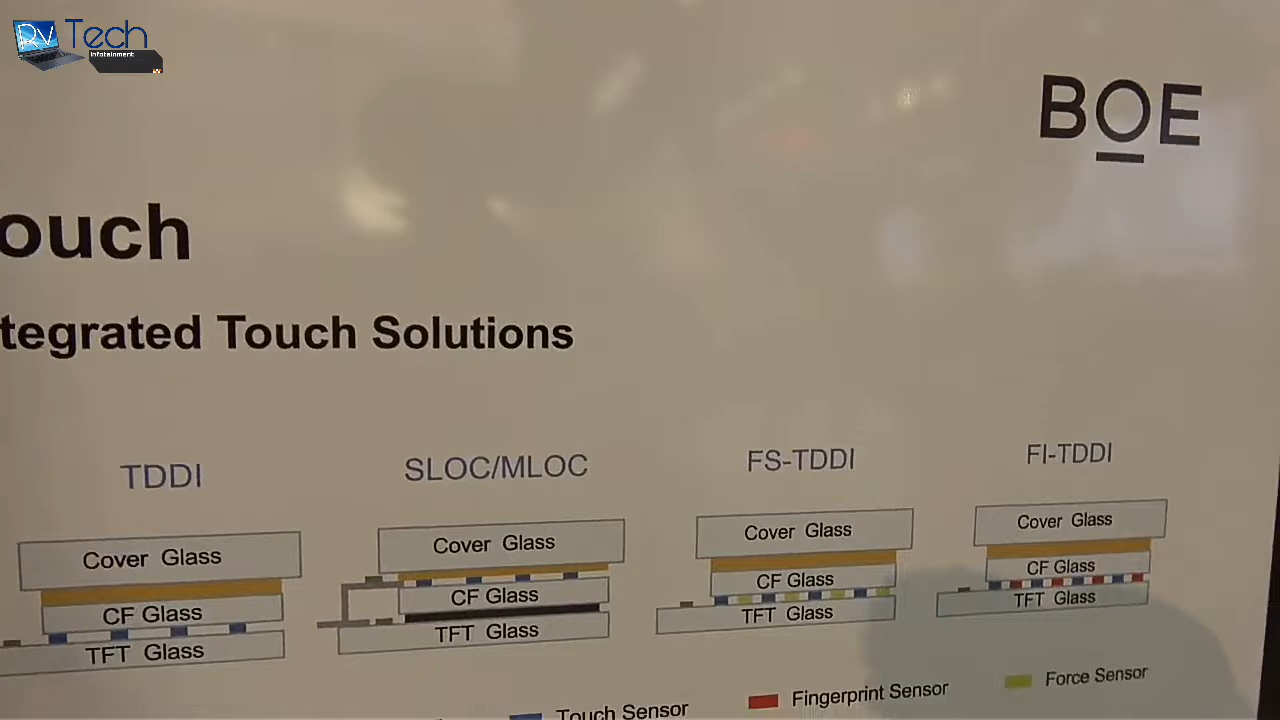 RvTech
Infotainment
BOE
ouch
tegrated Touch Solutions
TDDI
SLOC/MLOC
FS-TDDI
FI-TDDI
Cover Glass
CF Glass
TFT Glass
Cover Glass
CF Glass
TFT Glass
Cover Glass
CF Glass
TFT Glass
Cover Glass
CF Glass
TFT Glass
Touch Sensor
Fingerprint Sensor
Force Sensor